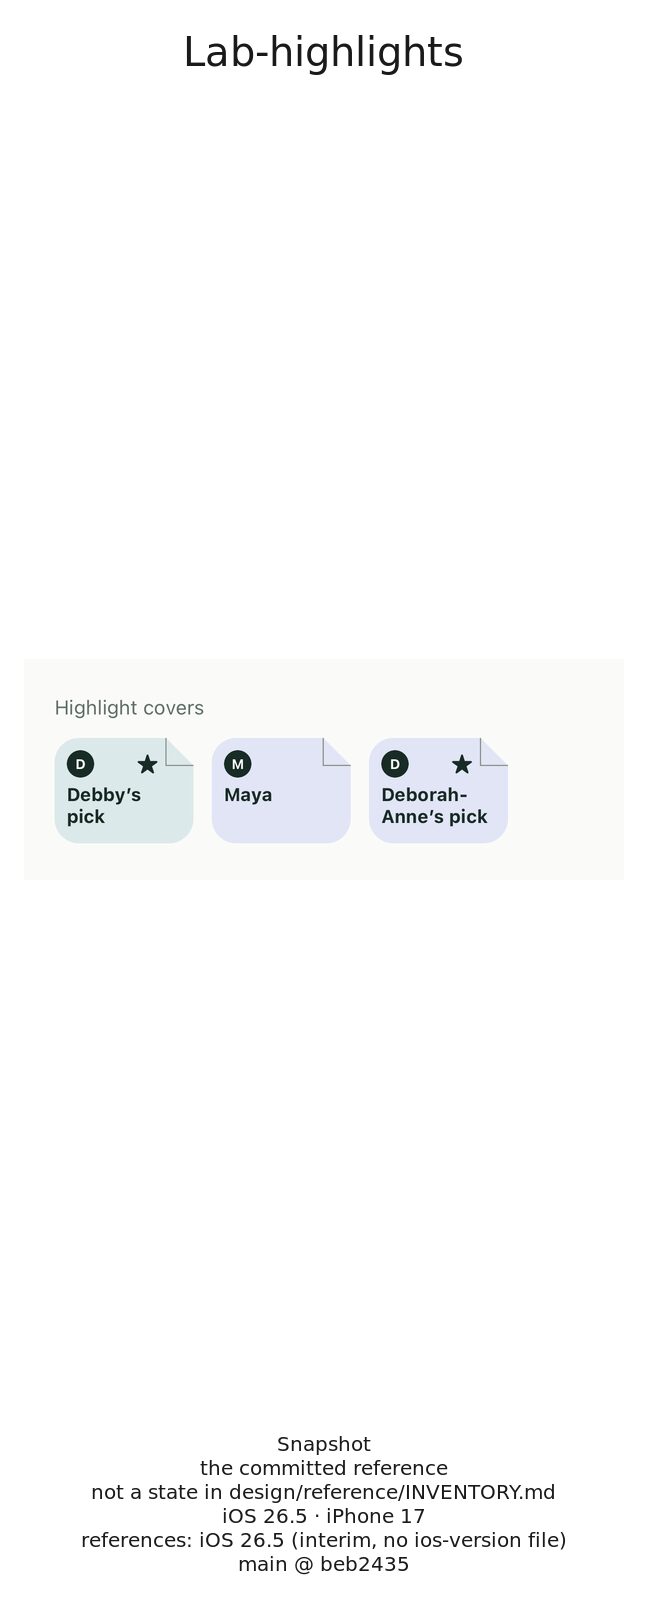 Lab-highlights
Highlight covers
D
Debby’s
pick
M
Maya
D
Deborah-
Anne’s pick
Snapshot
the committed reference
not a state in design/reference/INVENTORY.md
iOS 26.5 · iPhone 17
references: iOS 26.5 (interim, no ios-version file)
main @ beb2435